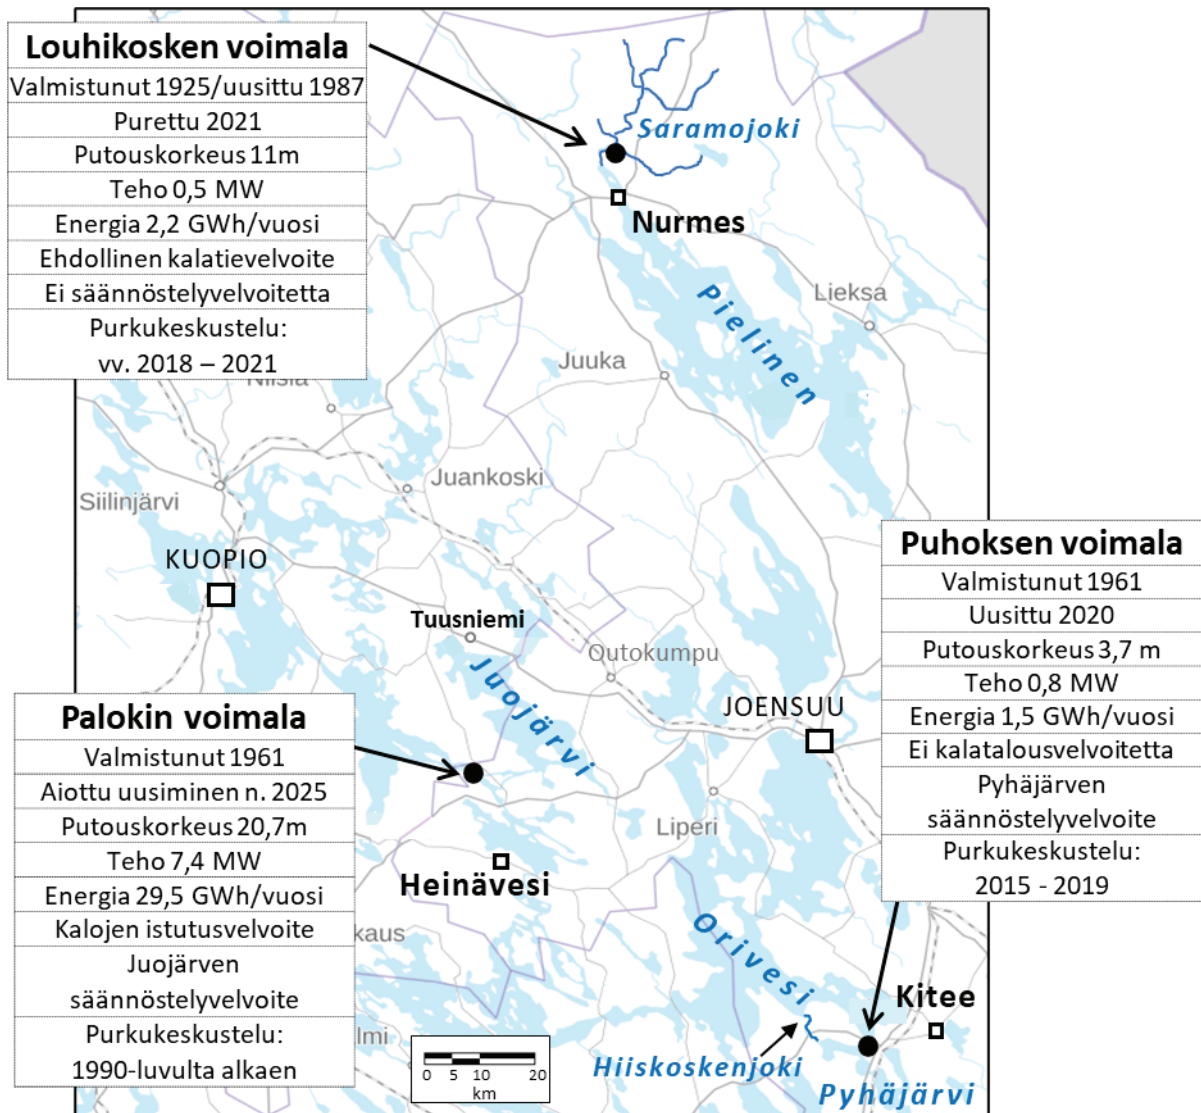 Louhikosken voimala
Valmistunut 1925/uusittu 1987
Purettu 2021
Putouskorkeus 11m
Teho 0,5 MW
Energia 2,2 GWh/vuosi
Ehdollinen kalatievelvoite
Ei säännöstelyvelvoitetta
Purkukeskustelu:
vv. 2018 – 2021
Saramojoki
Nurmes
Pielinen
Lieksa
Juuka
Juankoski
Siilinjärvi
KUOPIO
Tuusniemi
Outokumpu
Juojärvi
JOENSUU
Liperi
Puhoksen voimala
Valmistunut 1961
Uusittu 2020
Putouskorkeus 3,7 m
Teho 0,8 MW
Energia 1,5 GWh/vuosi
Ei kalatalousvelvoitetta
Pyhäjärven
säännöstelyvelvoite
Purkukeskustelu:
2015 - 2019
Palokin voimala
Valmistunut 1961
Aiottu uusiminen n. 2025
Putouskorkeus 20,7m
Teho 7,4 MW
Energia 29,5 GWh/vuosi
Kalojen istutusvelvoite
Juojärven
säännöstelyvelvoite
Purkukeskustelu:
1990-luvulta alkaen
Heinävesi
kaus
lmi
Orivesi
Kitee
Hiiskoskenjoki
Pyhäjärvi
0 5 10 20
km